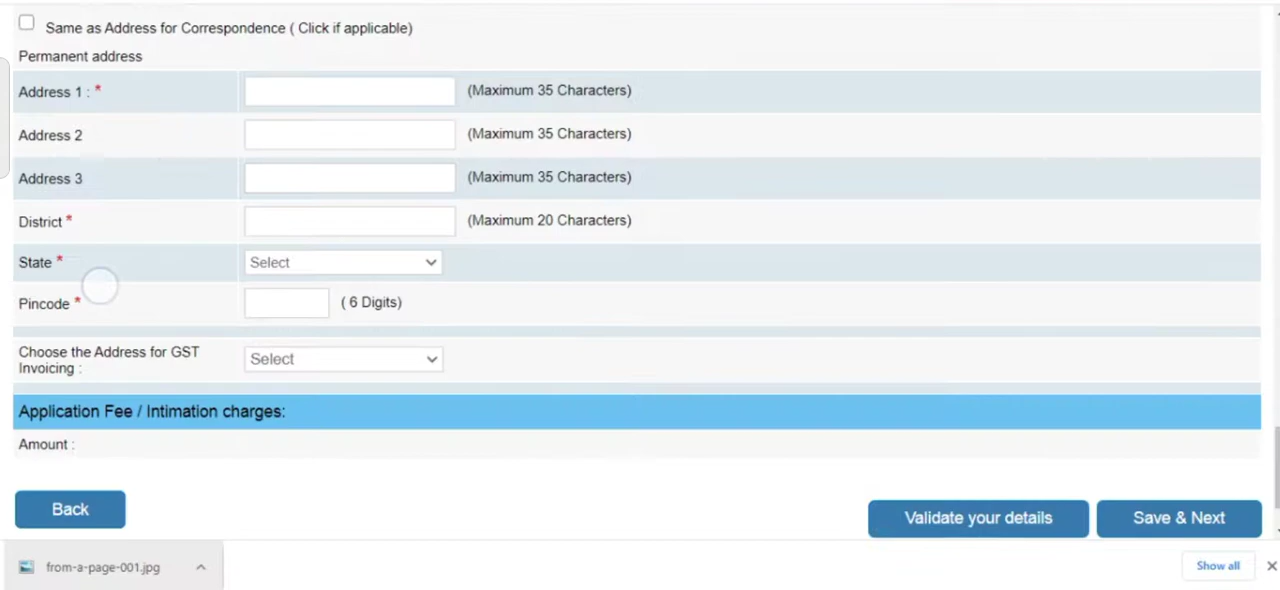 Same as Address for Correspondence ( Click if applicable)
Permanent address
Address 1 : * (Maximum 35 Characters)
Address 2 (Maximum 35 Characters)
Address 3 (Maximum 35 Characters)
District * (Maximum 20 Characters)
State * Select
Pincode * ( 6 Digits)
Choose the Address for GST
Invoicing : Select
Application Fee / Intimation charges:
Amount :
Back
Validate your details Save & Next
from-a-page-001.jpg Show all